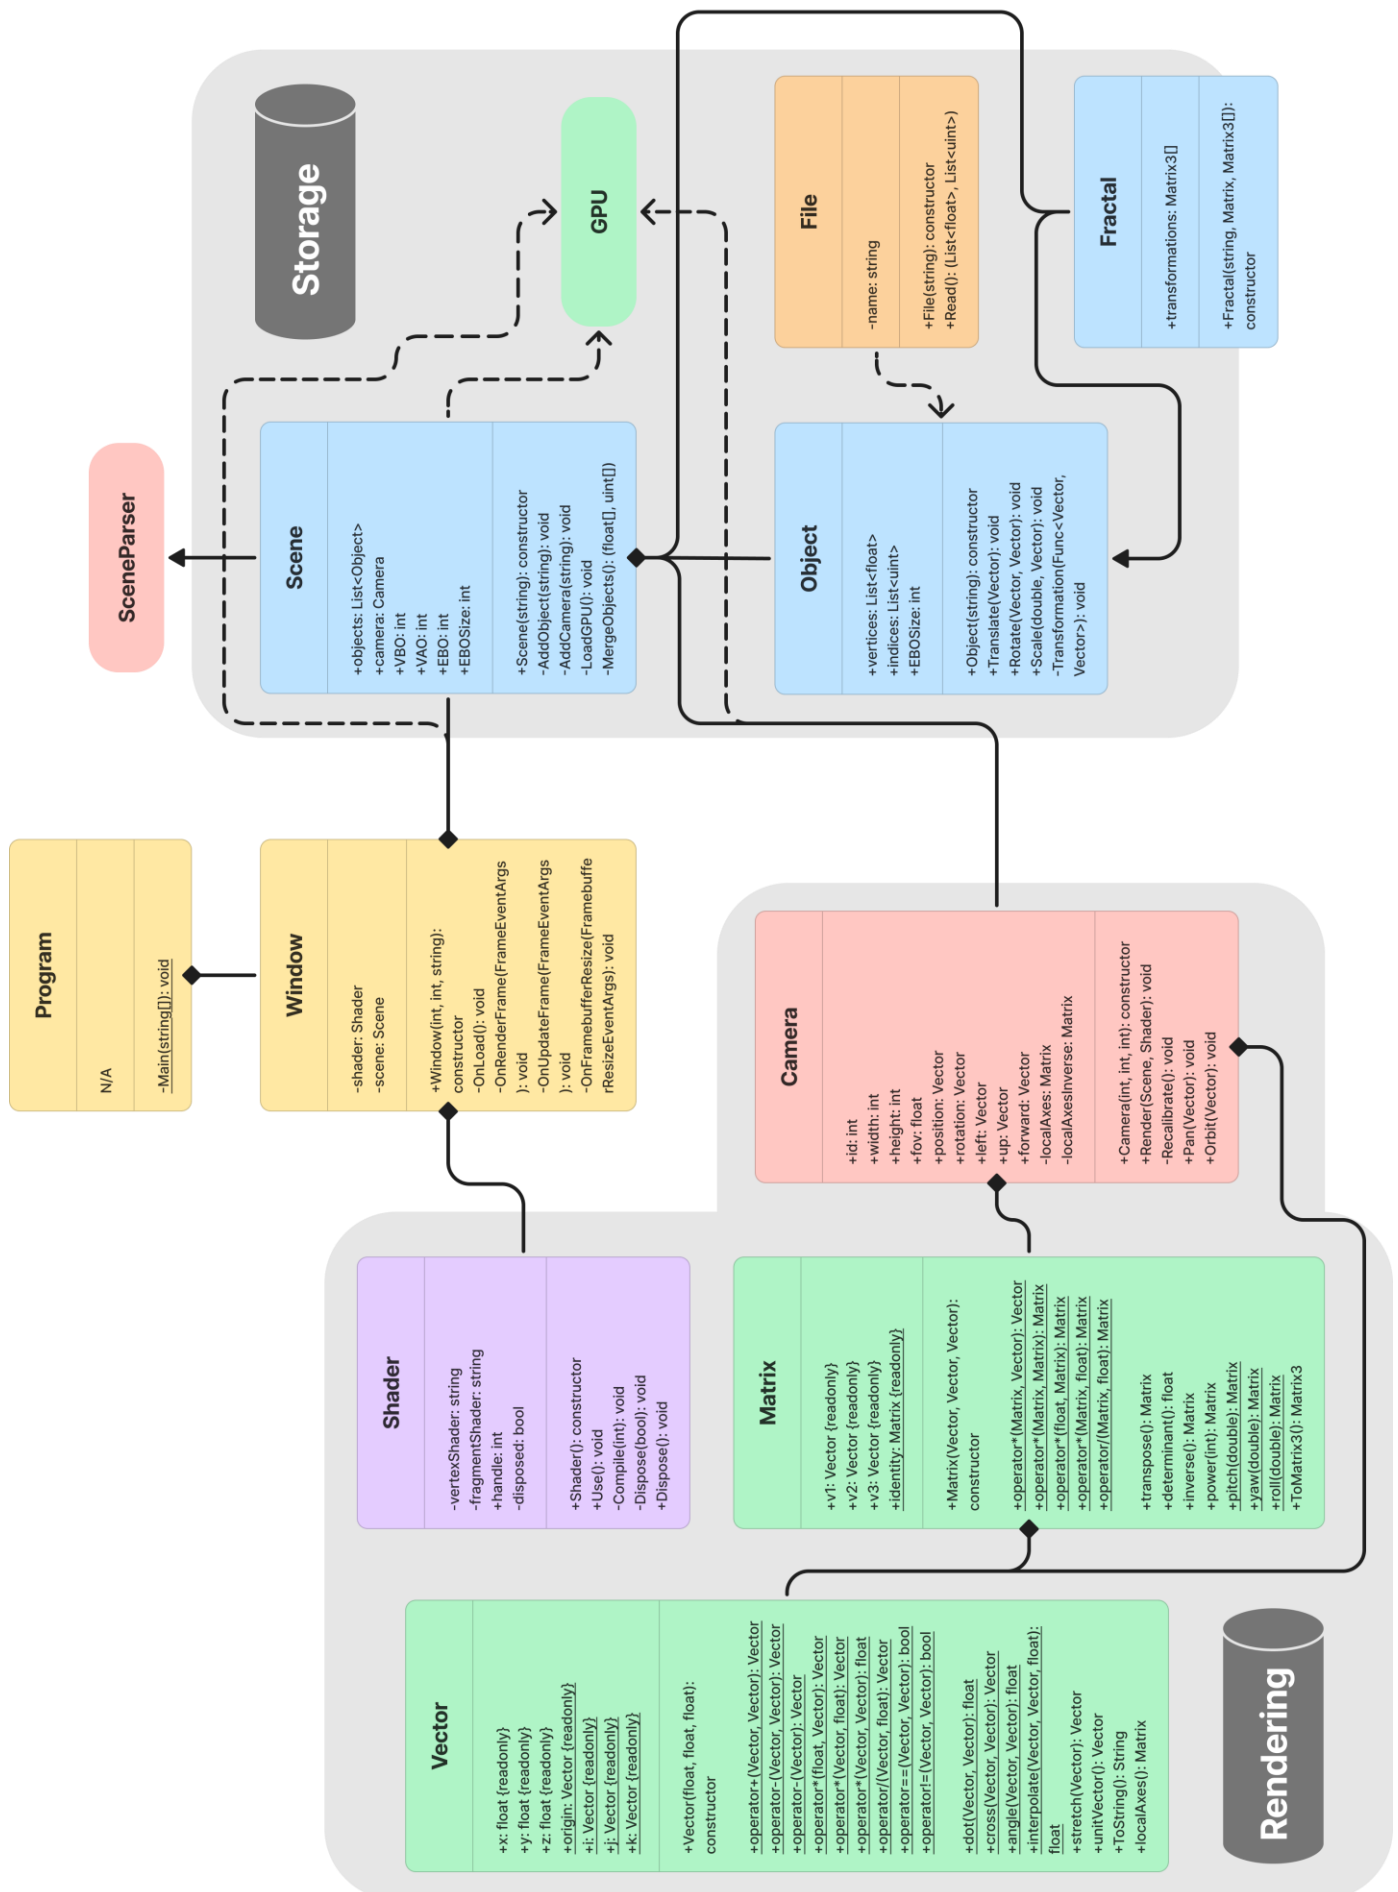 Program
N/A
-Main(string[]): void
SceneParser
Storage
Window
-shader: Shader
-scene: Scene
+Window(int, int, string):
constructor
-OnLoad(): void
-OnRenderFrame(FrameEventArgs
): void
-OnUpdateFrame(FrameEventArgs
): void
-OnFramebufferResize(Framebuffe
rResizeEventArgs): void
Scene
+objects: List<Object>
+camera: Camera
+VBO: int
+VAO: int
+EBO: int
+EBOSize: int
+Scene(string): constructor
-AddObject(string): void
-AddCamera(string): void
-LoadGPU(): void
-MergeObjects(): (float[], uint[])
GPU
Shader
-vertexShader: string
-fragmentShader: string
+handle: int
-disposed: bool
+Shader(): constructor
+Use(): void
-Compile(int): void
-Dispose(bool): void
+Dispose(): void
Vector
+x: float {readonly}
+y: float {readonly}
+z: float {readonly}
+origin: Vector {readonly}
+i: Vector {readonly}
+j: Vector {readonly}
+k: Vector {readonly}
+Vector(float, float, float):
constructor
+operator+(Vector, Vector): Vector
+operator-(Vector, Vector): Vector
+operator-(Vector): Vector
+operator*(float, Vector): Vector
+operator*(Vector, float): Vector
+operator*(Vector, Vector): float
+operator/(Vector, float): Vector
+operator==(Vector, Vector): bool
+operator!=(Vector, Vector): bool
+dot(Vector, Vector): float
+cross(Vector, Vector): Vector
+angle(Vector, Vector): float
+interpolate(Vector, Vector, float):
float
+stretch(Vector): Vector
+unitVector(): Vector
+ToString(): String
+localAxes(): Matrix
Matrix
+v1: Vector {readonly}
+v2: Vector {readonly}
+v3: Vector {readonly}
+identity: Matrix {readonly}
+Matrix(Vector, Vector, Vector):
constructor
+operator*(Matrix, Vector): Vector
+operator*(Matrix, Matrix): Matrix
+operator*(float, Matrix): Matrix
+operator*(Matrix, float): Matrix
+operator/(Matrix, float): Matrix
+transpose(): Matrix
+determinant(): float
+inverse(): Matrix
+power(int): Matrix
+pitch(double): Matrix
+yaw(double): Matrix
+roll(double): Matrix
+ToMatrix3(): Matrix3
Camera
+id: int
+width: int
+height: int
+fov: float
+position: Vector
+rotation: Vector
+left: Vector
+up: Vector
+forward: Vector
-localAxes: Matrix
-localAxesInverse: Matrix
+Camera(int, int, int): constructor
+Render(Scene, Shader): void
-Recalibrate(): void
+Pan(Vector): void
+Orbit(Vector): void
Object
+vertices: List<float>
+indices: List<uint>
+EBOSize: int
+Object(string): constructor
+Translate(Vector): void
+Rotate(Vector, Vector): void
+Scale(double, Vector): void
-Transformation(Func<Vector,
Vector>): void
File
-name: string
+File(string): constructor
+Read(): (List<float>, List<uint>)
Fractal
+transformations: Matrix3[]
+Fractal(string, Matrix, Matrix3[]):
constructor
Rendering